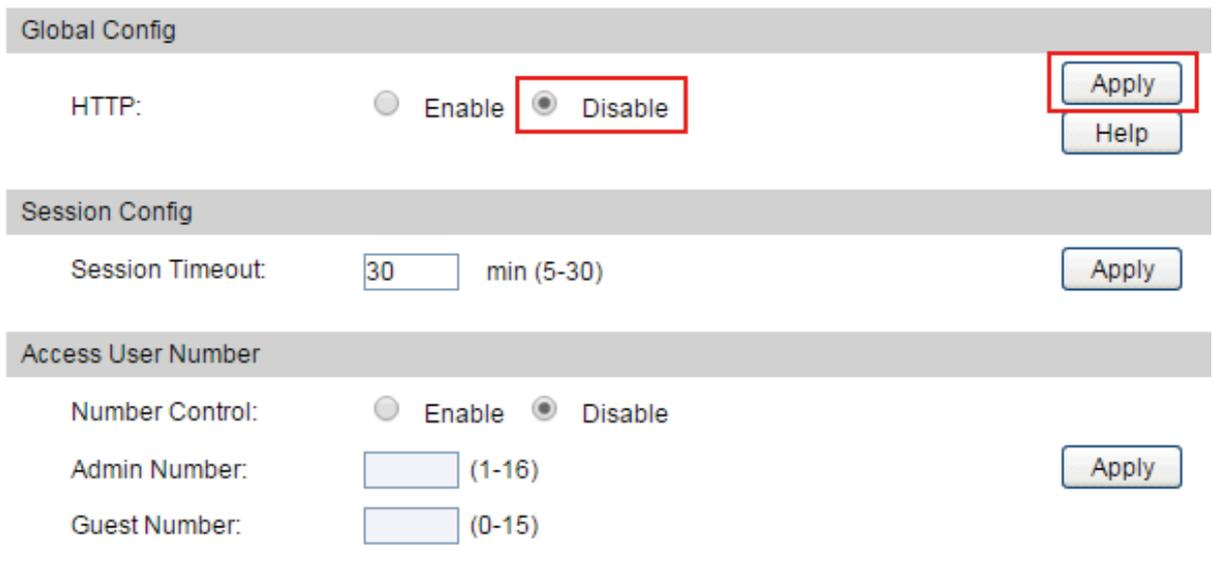 Global Config
HTTP: Enable Disable Apply
Help
Session Config
Session Timeout: 30 min (5-30) Apply
Access User Number
Number Control: Enable Disable
Admin Number: (1-16) Apply
Guest Number: (0-15)